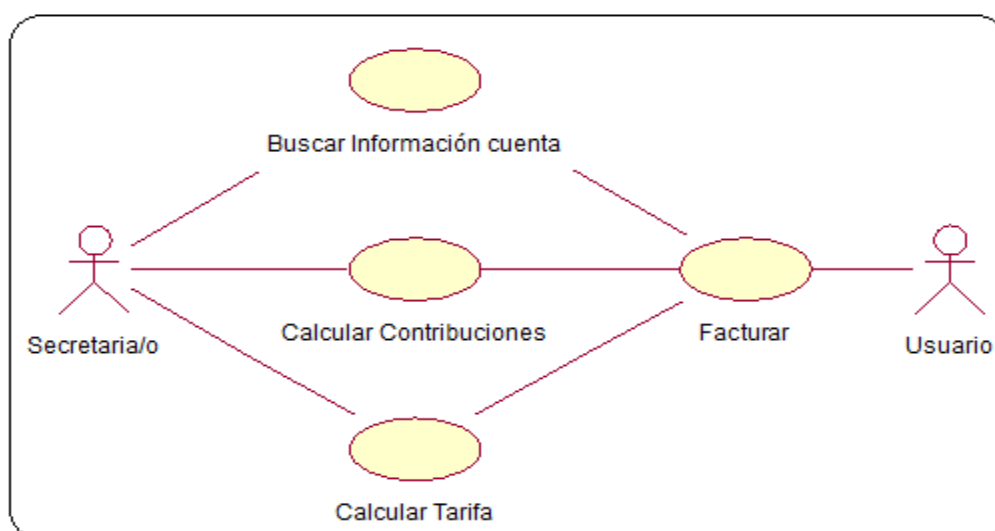 Buscar Información cuenta
Secretaria/o
Calcular Contribuciones
Facturar
Usuario
Calcular Tarifa